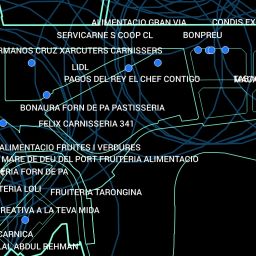 ALIMENTACIO GRAN VIA
CONDIS EX
SERVICARNE S COOP CL
BONPREU
RMANOS CRUZ XARCUTERS CARNISSERS
LIDL
PAGOS DEL REY EL CHEF CONTIGO
BONAURA FORN DE PA PASTISSERIA
FELIX CARNISSERIA 341
ALIMENTACIO FRUITES I VERDURES
MARE DE DEU DEL PORT FRUITERIA ALIMENTACIO
ERIA FORN DE PA
TERIA LOLI
FRUITERIA TARONGINA
REATIVA A LA TEVA MIDA
CARNICA
LAL ABDUL REHMAN